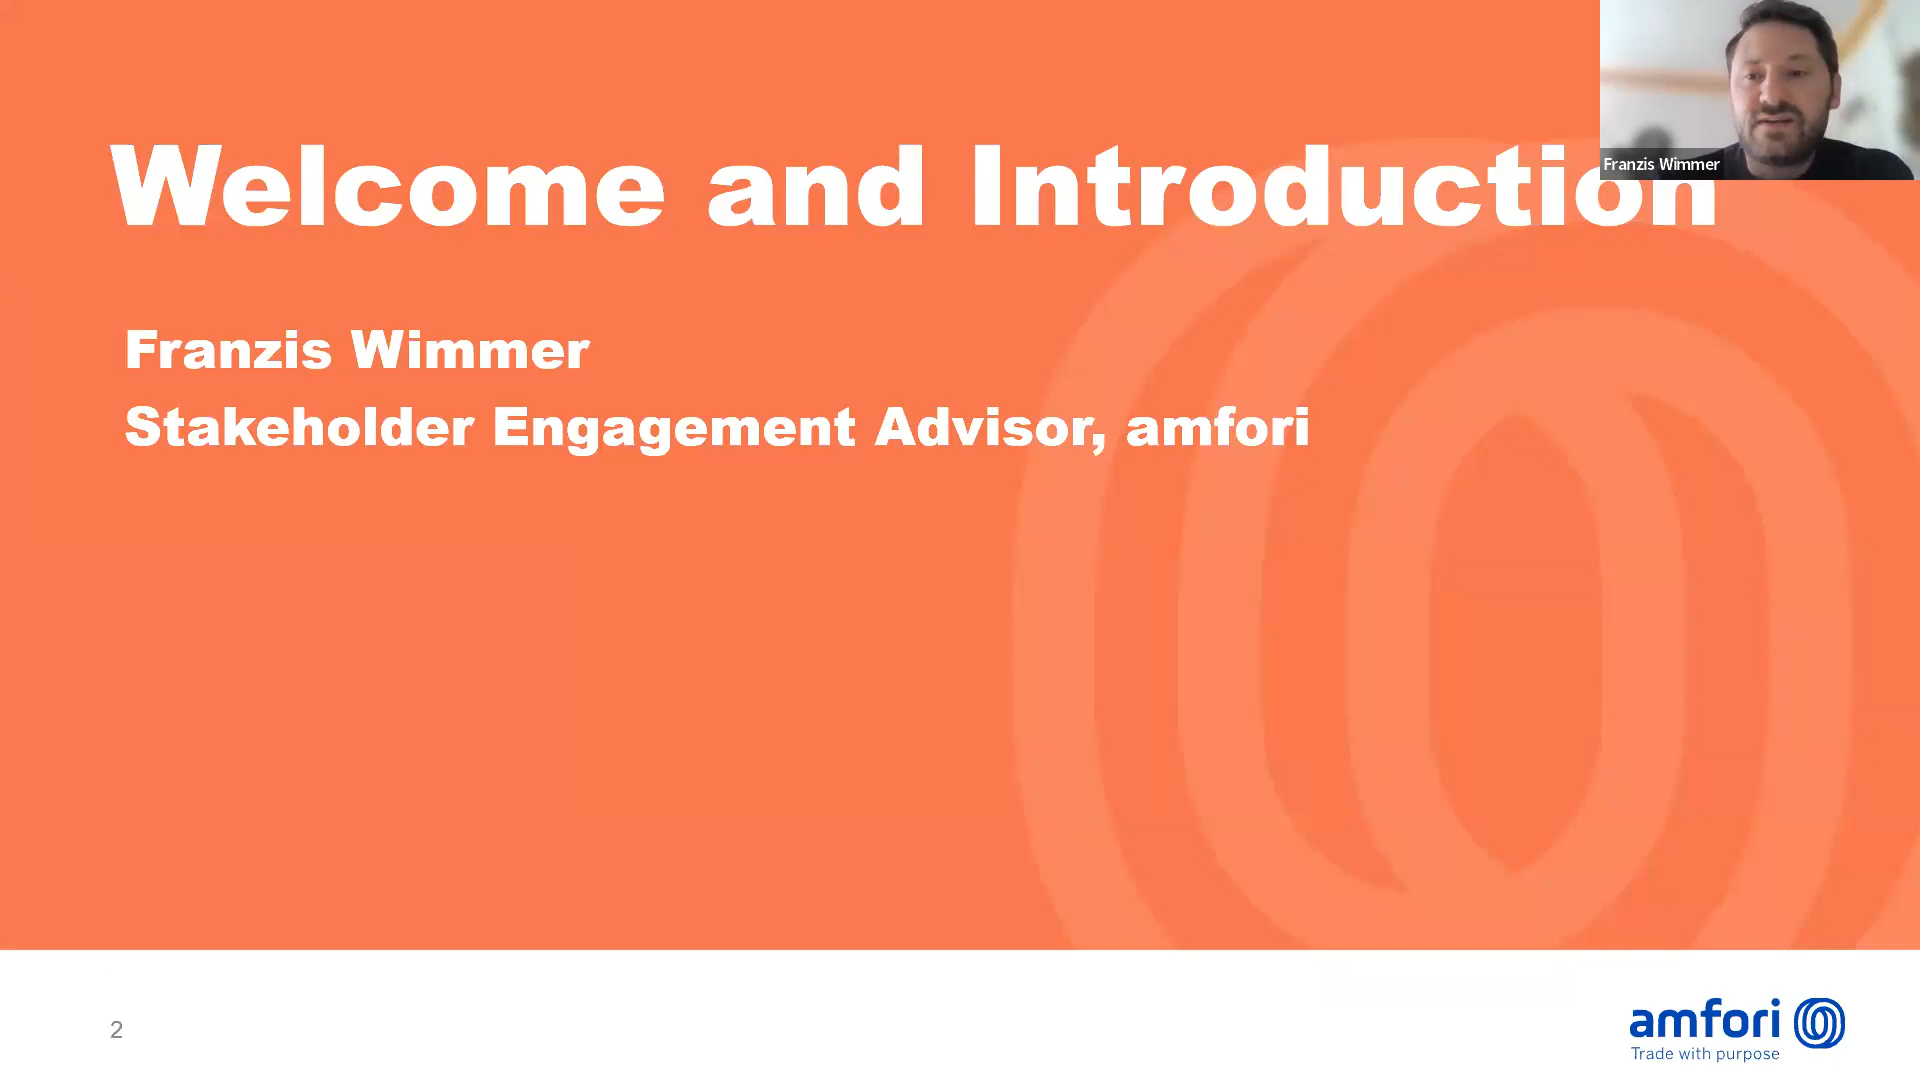 Welcome and Introduction
Franzis Wimmer
Franzis Wimmer
Stakeholder Engagement Advisor, amfori
2
amfori
Trade with purpose